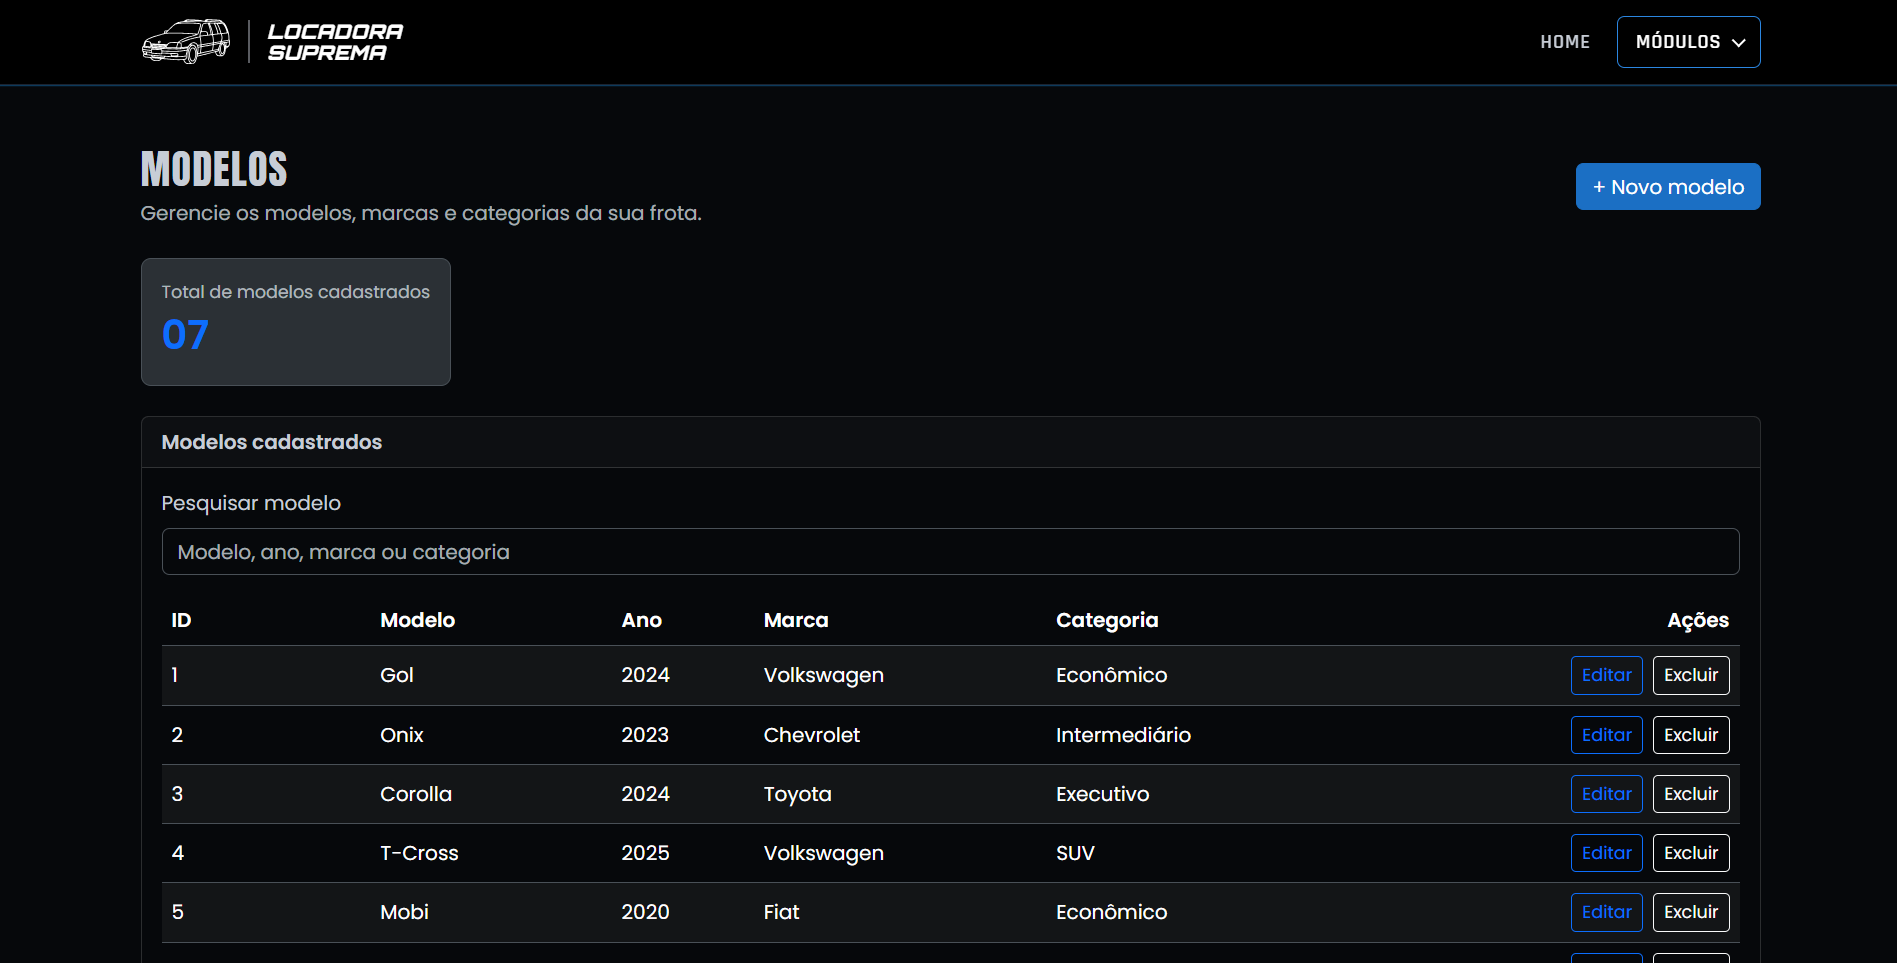 LOCADORA
SUPREMA
HOME
MÓDULOS
MODELOS
Gerencie os modelos, marcas e categorias da sua frota.
+ Novo modelo
Total de modelos cadastrados
07
Modelos cadastrados
Pesquisar modelo
Modelo, ano, marca ou categoria
ID Modelo Ano Marca Categoria Ações
1 Gol 2024 Volkswagen Econômico Editar Excluir
2 Onix 2023 Chevrolet Intermediário Editar Excluir
3 Corolla 2024 Toyota Executivo Editar Excluir
4 T-Cross 2025 Volkswagen SUV Editar Excluir
5 Mobi 2020 Fiat Econômico Editar Excluir